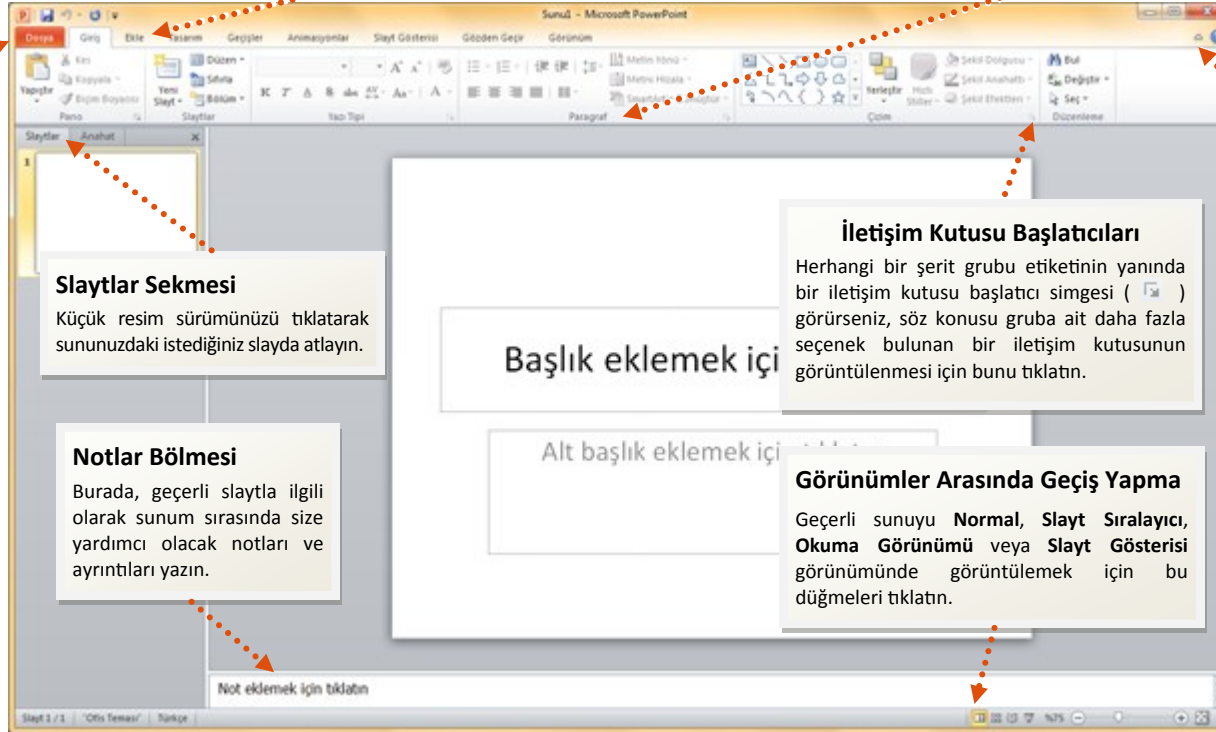 Sunu1 - Microsoft PowerPoint
Dosya Giriş Ekle Tasarım Geçişler Animasyonlar Slayt Gösterisi Gözden Geçir Görünüm
Kes
Kopyala
Biçim Boyacısı
Yapıştır
Pano
Yeni
Slayt
Düzen
Sıfırla
Bölüm
Slaytlar
K T A S abc AV Aa A
Yazı Tipi
Metin Yönü
Metni Hizala
Paragraf
Yerleştir
Hızlı
Stiller
Şekil Dolgusu
Şekil Anahattı
Şekil Efektleri
Çizim
Bul
Değiştir
Seç
Düzenleme
Slaytlar Anahat
1
Slaytlar Sekmesi
Küçük resim sürümünüzü tıklatarak
sununuzdaki istediğiniz slayda atlayın.
Notlar Bölmesi
Burada, geçerli slaytla ilgili
olarak sunum sırasında size
yardımcı olacak notları ve
ayrıntıları yazın.
Başlık eklemek içi
Alt başlık eklemek içi
İletişim Kutusu Başlatıcıları
Herhangi bir şerit grubu etiketinin yanında
bir iletişim kutusu başlatıcı simgesi ( )
görürseniz, söz konusu gruba ait daha fazla
seçenek bulunan bir iletişim kutusunun
görüntülenmesi için bunu tıklatın.
Görünümler Arasında Geçiş Yapma
Geçerli sunuyu Normal, Slayt Sıralayıcı,
Okuma Görünümü veya Slayt Gösterisi
görünümünde görüntülemek için bu
düğmeleri tıklatın.
Not eklemek için tıklatın
Slayt 1 / 1 "Ofis Teması" Türkçe %75